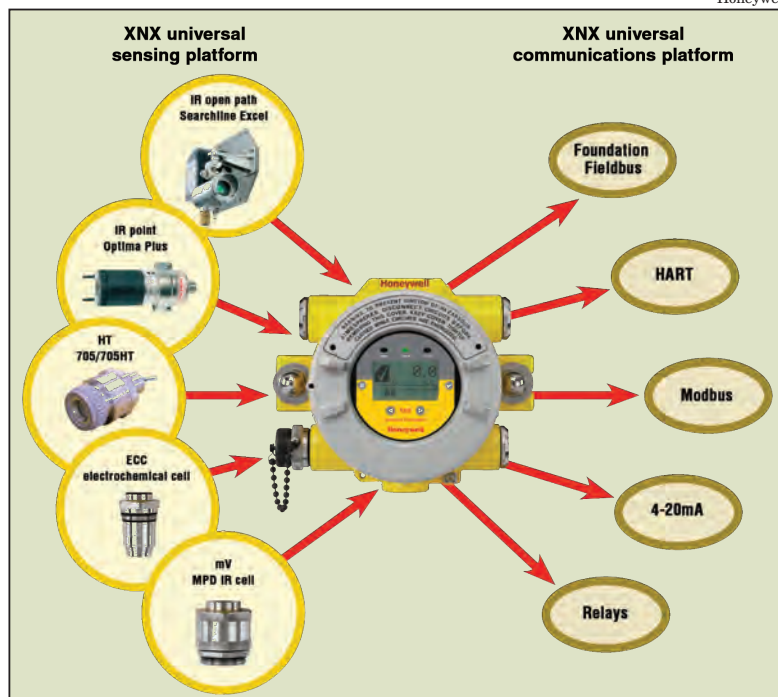 Honeywe
XNX universal
sensing platform
XNX universal
communications platform
IR open path
Searchline Excel
IR point
Optima Plus
HT
705/705HT
ECC
electrochemical cell
mV
MPD IR cell
Honeywell
0.0
Honeywell
Foundation
Fieldbus
HART
Modbus
4-20mA
Relays